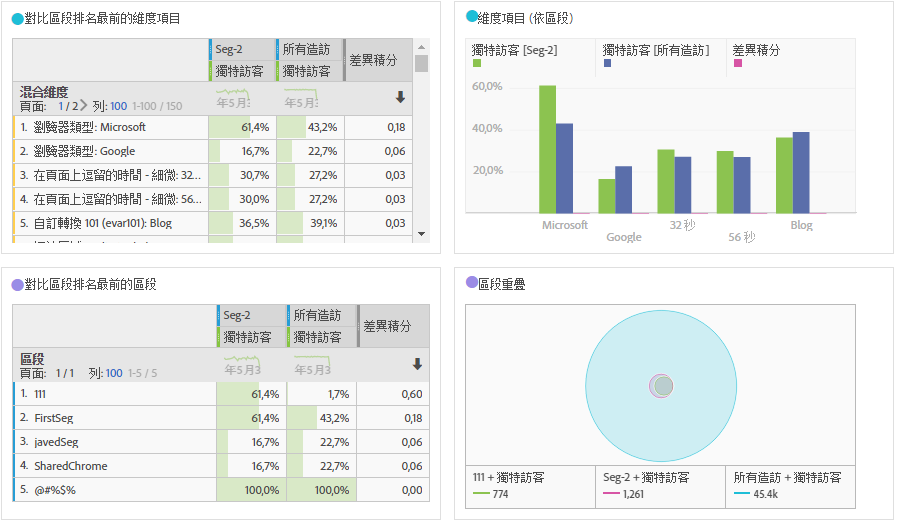 對比區段排名最前的維度項目
Seg-2 所有造訪 差異積分
獨特訪客 獨特訪客
混合維度
頁面: 1 / 2 列: 100 1-100 / 150
年5月 年5月
1. 瀏覽器類型: Microsoft 61,4% 43,2% 0,18
2. 瀏覽器類型: Google 16,7% 22,7% 0,06
3. 在頁面上逗留的時間 - 細微: 32... 30,7% 27,2% 0,03
4. 在頁面上逗留的時間 - 細微: 56... 30,0% 27,2% 0,03
5. 自訂轉換 101 (evar101): Blog 36,5% 39,1% 0,03
維度項目 (依區段)
獨特訪客 [Seg-2] 獨特訪客 [所有造訪] 差異積分
60,0%
40,0%
20,0%
Microsoft
Google
32 秒
56 秒
Blog
對比區段排名最前的區段
Seg-2 所有造訪 差異積分
獨特訪客 獨特訪客
區段
頁面: 1 / 1 列: 100 1-5 / 5
年5月3 年5月3
1. 111 61,4% 1,7% 0,60
2. FirstSeg 61,4% 43,2% 0,18
3. javedSeg 16,7% 22,7% 0,06
4. SharedChrome 16,7% 22,7% 0,06
5. @#%$% 100,0% 100,0% 0,00
區段重疊
111 + 獨特訪客 Seg-2 + 獨特訪客 所有造訪 + 獨特訪客
774 1,261 45.4k